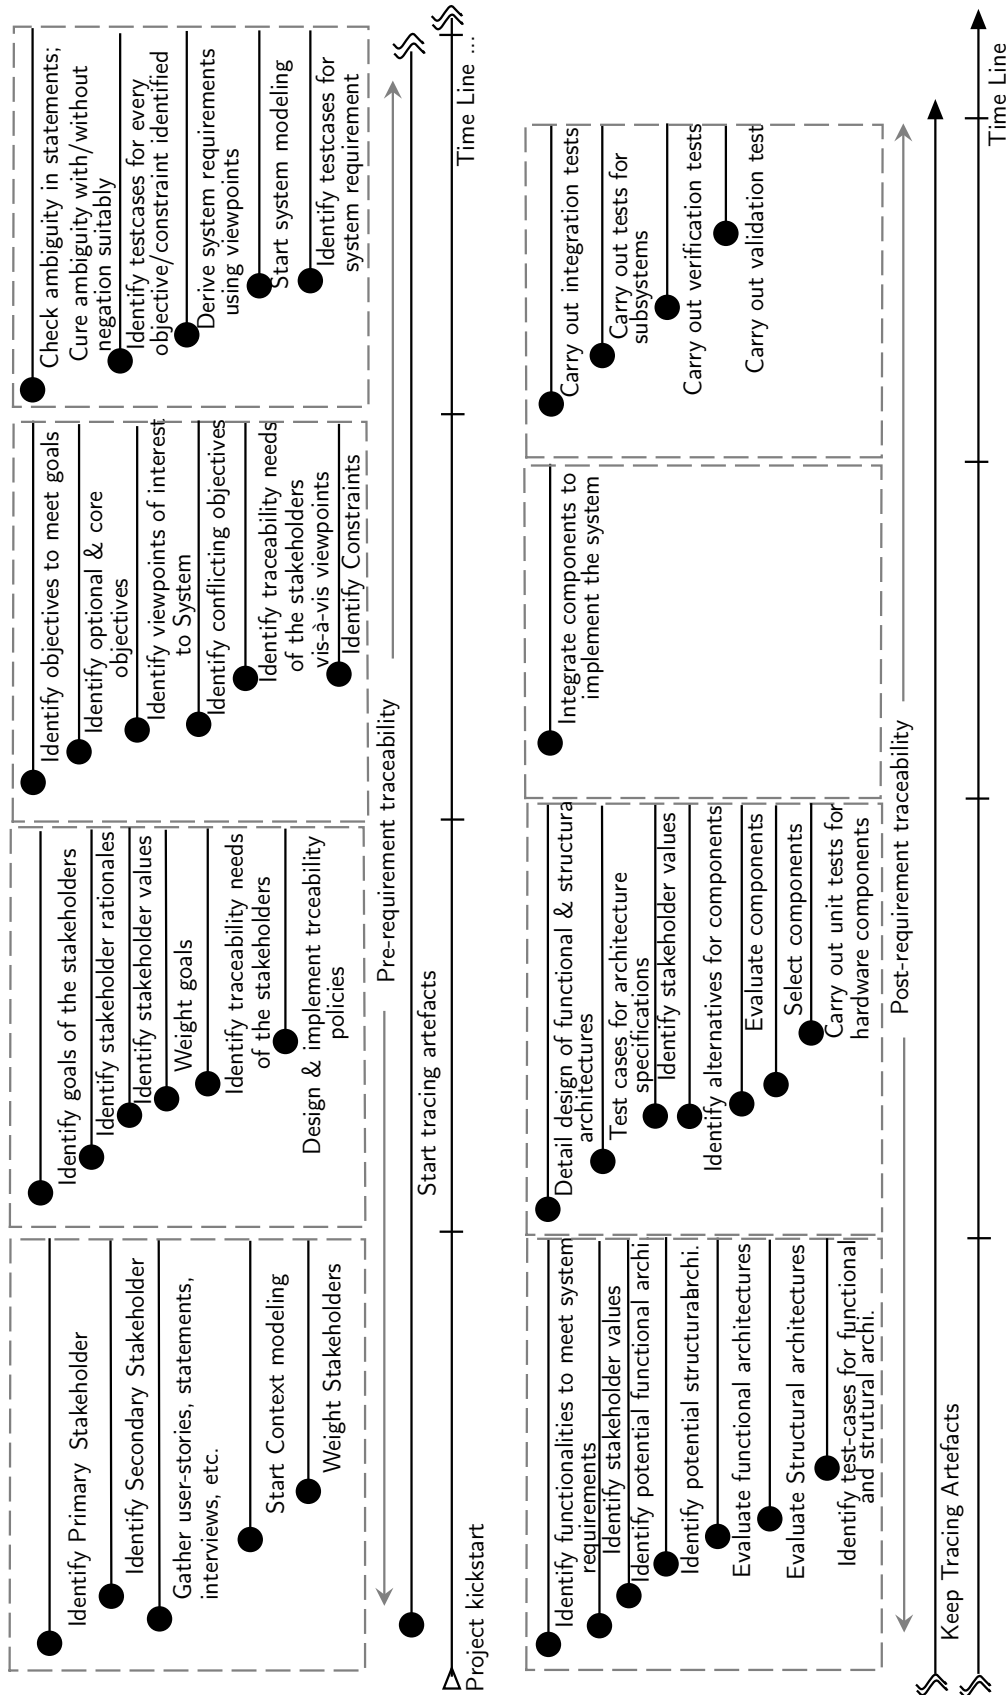 Identify Primary Stakeholder
Identify Secondary Stakeholder
Gather user-stories, statements,
interviews, etc.
Start Context modeling
Weight Stakeholders
Identify goals of the stakeholders
Identify stakeholder rationales
Identify stakeholder values
Weight goals
Identify traceability needs
of the stakeholders
Design & implement trceability
policies
Identify objectives to meet goals
Identify optional & core
objectives
Identify viewpoints of interest
to System
Identify conflicting objectives
Identify traceability needs
of the stakeholders
vis-à-vis viewpoints
Identify Constraints
Check ambiguity in statements;
Cure ambiguity with/without
negation suitably
Identify testcases for every
objective/constraint identified
Derive system requirements
using viewpoints
Start system modeling
Identify testcases for
system requirement
Pre-requirement traceability
Start tracing artefacts
Project kickstart
Time Line ...
Identify functionalities to meet system
requirements
Identify stakeholder values
Identify potential functional archi
Identify potential structural archi.
Evaluate functional architectures
Evaluate Structural architectures
Identify test-cases for functional
and strutural archi.
Detail design of functional & structura
architectures
Test cases for architecture
specifications
Identify stakeholder values
Identify alternatives for components
Evaluate components
Select components
Carry out unit tests for
hardware components
Integrate components to
implement the system
Carry out integration tests
Carry out tests for
subsystems
Carry out verification tests
Carry out validation test
Post-requirement traceability
Keep Tracing Artefacts
Time Line